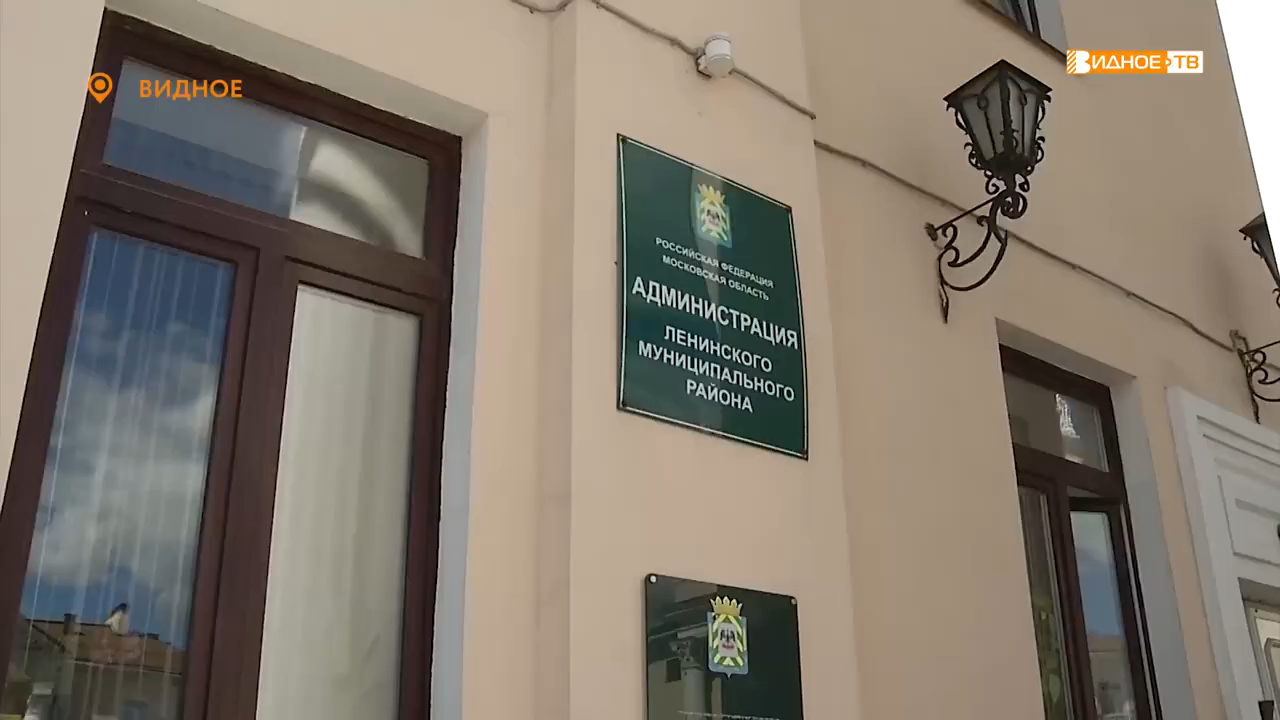 ВИДНОЕ
ВИДНОЕ ТВ
РОССИЙСКАЯ ФЕДЕРАЦИЯ
МОСКОВСКАЯ ОБЛАСТЬ
АДМИНИСТРАЦИЯ
ЛЕНИНСКОГО
МУНИЦИПАЛЬНОГО
РАЙОНА